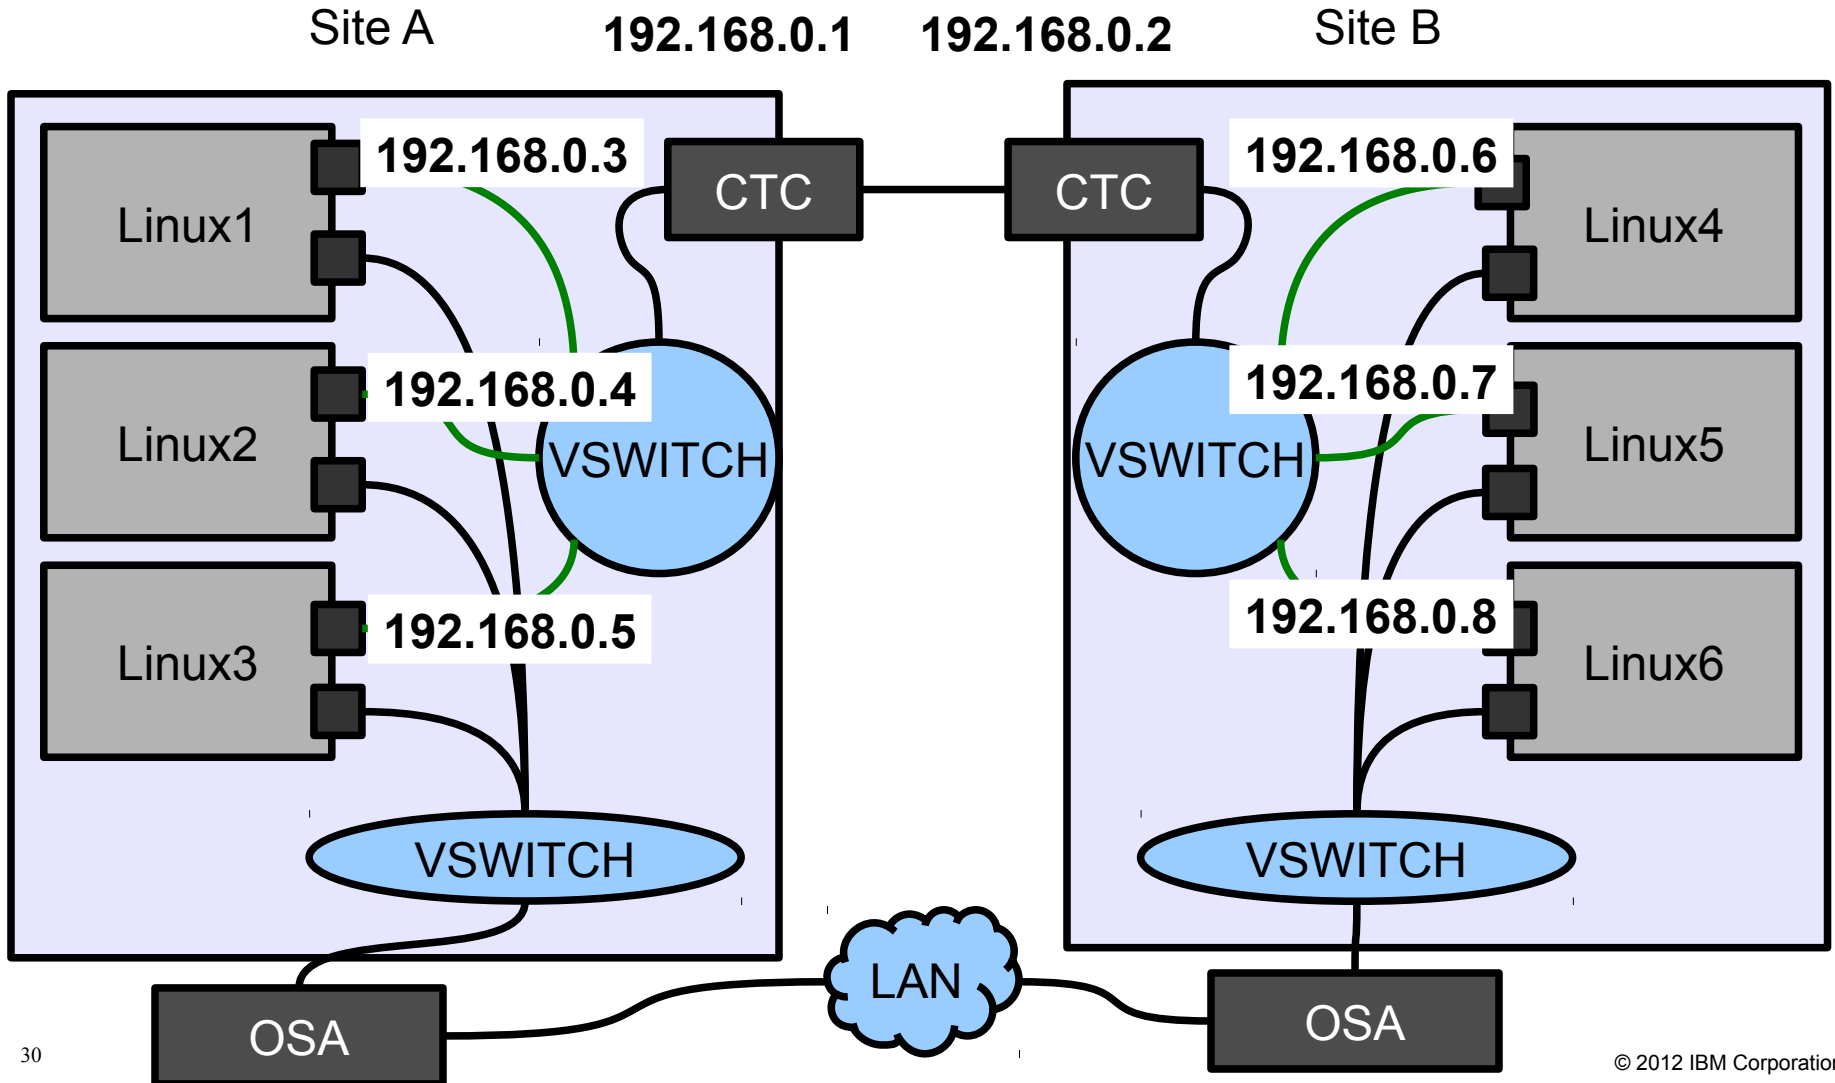 Site A
192.168.0.1
192.168.0.2
Site B
192.168.0.3
CTC
CTC
192.168.0.6
Linux1
Linux4
192.168.0.4
192.168.0.7
Linux2
VSWITCH
VSWITCH
Linux5
192.168.0.5
192.168.0.8
Linux3
Linux6
VSWITCH
VSWITCH
LAN
OSA
OSA
30
© 2012 IBM Corporation